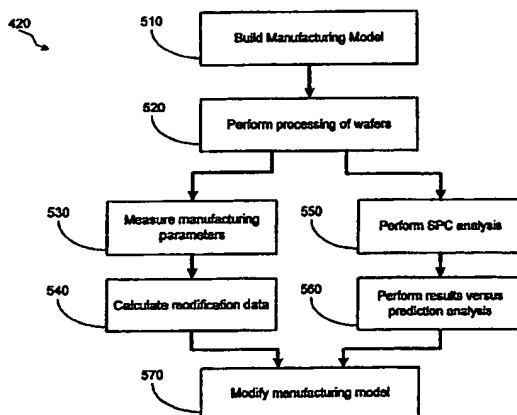 420
510
Build Manufacturing Model
520
Perform processing of wafers
530
Measure manufacturing
parameters
540
Calculate modification data
550
Perform SPC analysis
560
Perform results versus
prediction analysis
570
Modify manufacturing model